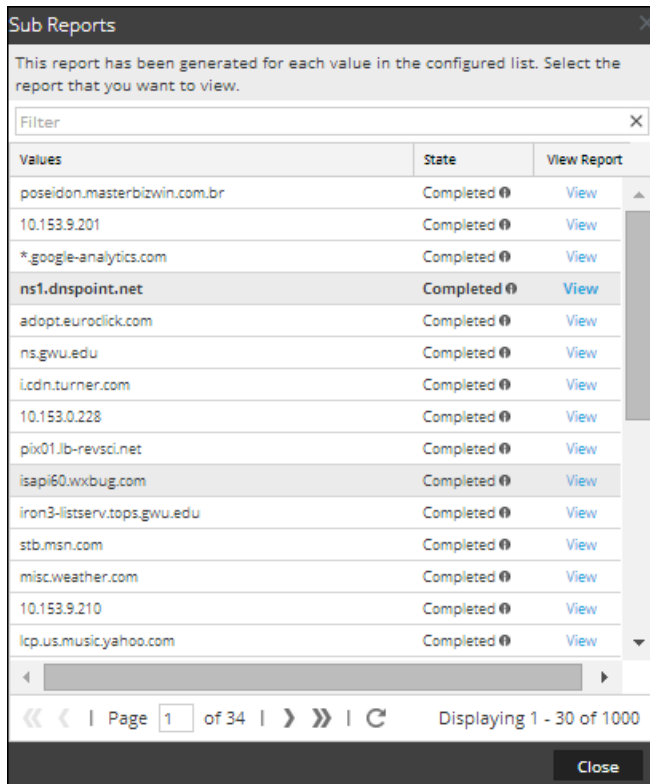 Sub Reports
This report has been generated for each value in the configured list. Select the
report that you want to view.
Filter
Values State View Report
poseidon.masterbizwin.com.br Completed View
10.153.9.201 Completed View
*.google-analytics.com Completed View
ns1.dnspoint.net Completed View
adopt.euroclick.com Completed View
ns.gwu.edu Completed View
i.cdn.turner.com Completed View
10.153.0.228 Completed View
pix01.lb-revsci.net Completed View
isapi60.wxbug.com Completed View
iron3-listserv.tops.gwu.edu Completed View
stb.msn.com Completed View
misc.weather.com Completed View
10.153.9.210 Completed View
lcp.us.music.yahoo.com Completed View
Page 1 of 34 Displaying 1 - 30 of 1000
Close